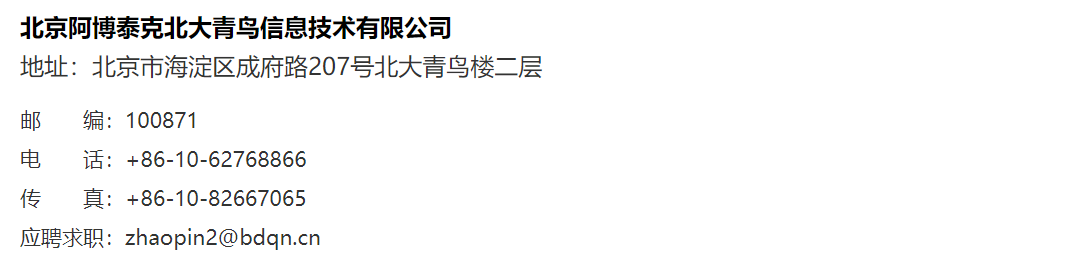 北京阿博泰克北大青鸟信息技术有限公司
地址：北京市海淀区成府路207号北大青鸟楼二层
邮　　编：100871
电　　话：+86-10-62768866
传　　真：+86-10-82667065
应聘求职：zhaopin2@bdqn.cn